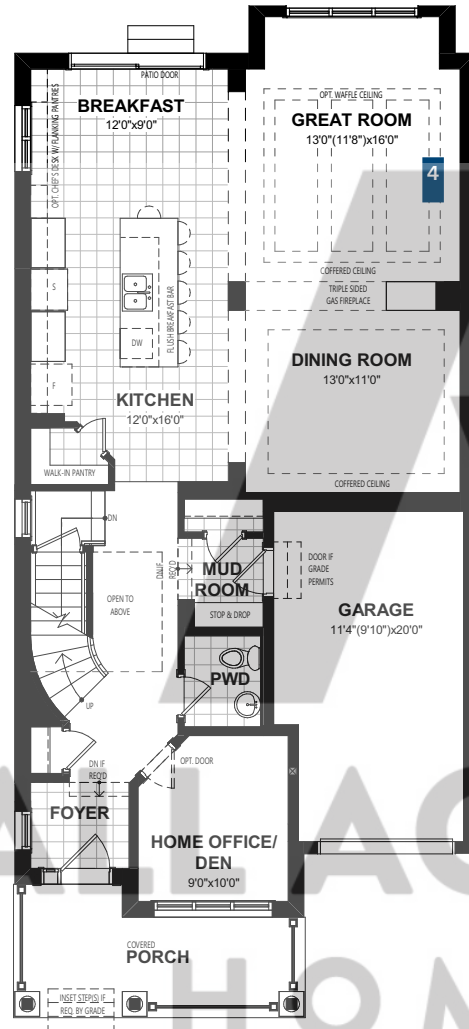 PATIO DOOR
BREAKFAST
12'0"x9'0"
OPT. CHEF'S DESK W/ FLANKING PANTRIES
OPT. WAFFLE CEILING
GREAT ROOM
13'0"(11'8")x16'0"
4
COFFERED CEILING
TRIPLE SIDED
GAS FIREPLACE
S
DW
FLUSH BREAKFAST BAR
F
KITCHEN
12'0"x16'0"
DINING ROOM
13'0"x11'0"
COFFERED CEILING
WALK-IN PANTRY
DN
DN IF
REQ'D
MUD
ROOM
STOP & DROP
DOOR IF
GRADE
PERMITS
OPEN TO
ABOVE
GARAGE
11'4"(9'10")x20'0"
PWD
UP
DN IF
REQ'D
OPT. DOOR
FOYER
HOME OFFICE/
DEN
9'0"x10'0"
ALLAC
COVERED
PORCH
HOM
INSET STEP(S) IF
REQ. BY GRADE